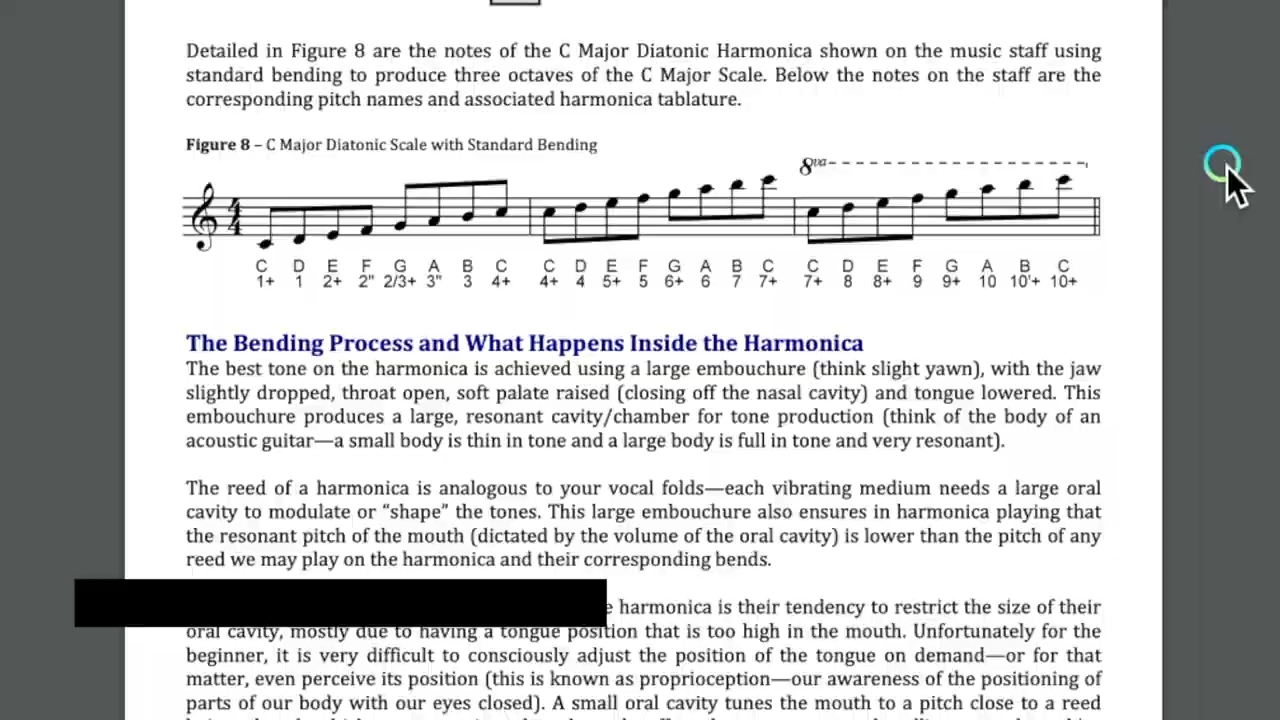 Detailed in Figure 8 are the notes of the C Major Diatonic Harmonica shown on the music staff using
standard bending to produce three octaves of the C Major Scale. Below the notes on the staff are the
corresponding pitch names and associated harmonica tablature.
Figure 8 – C Major Diatonic Scale with Standard Bending
8va
4
4
C D E F G A B C C D E F G A B C C D E F G A B C
1+ 1 2+ 2" 2/3+ 3" 3 4+ 4+ 4 5+ 5 6+ 6 7 7+ 7+ 8 8+ 9 9+ 10 10'+ 10+
The Bending Process and What Happens Inside the Harmonica
The best tone on the harmonica is achieved using a large embouchure (think slight yawn), with the jaw
slightly dropped, throat open, soft palate raised (closing off the nasal cavity) and tongue lowered. This
embouchure produces a large, resonant cavity/chamber for tone production (think of the body of an
acoustic guitar—a small body is thin in tone and a large body is full in tone and very resonant).
The reed of a harmonica is analogous to your vocal folds—each vibrating medium needs a large oral
cavity to modulate or “shape” the tones. This large embouchure also ensures in harmonica playing that
the resonant pitch of the mouth (dictated by the volume of the oral cavity) is lower than the pitch of any
reed we may play on the harmonica and their corresponding bends.
harmonica is their tendency to restrict the size of their
oral cavity, mostly due to having a tongue position that is too high in the mouth. Unfortunately for the
beginner, it is very difficult to consciously adjust the position of the tongue on demand—or for that
matter, even perceive its position (this is known as proprioception—our awareness of the positioning of
parts of our body with our eyes closed). A small oral cavity tunes the mouth to a pitch close to a reed